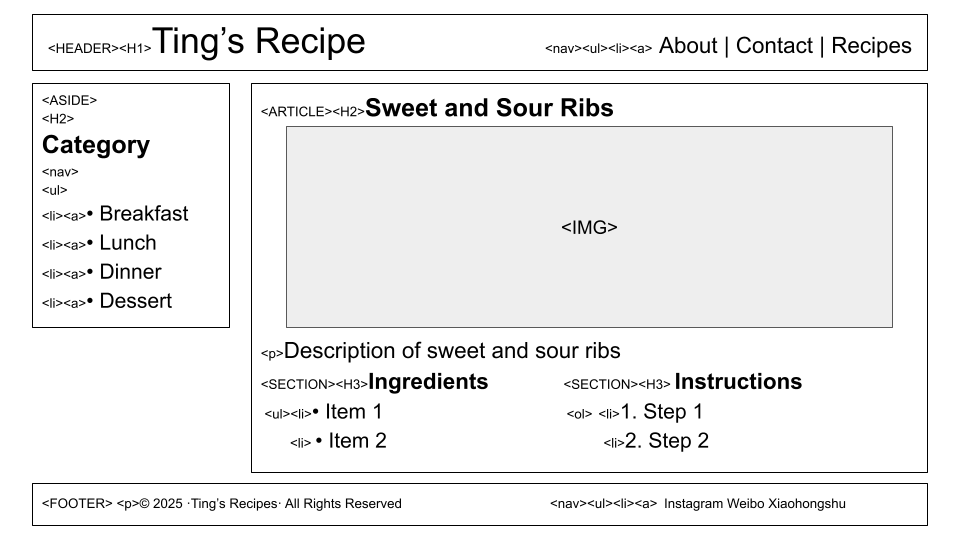 <HEADER><H1>Ting’s Recipe
<nav><ul><li><a> About | Contact | Recipes
<ASIDE>
<H2>
Category
<nav>
<ul>
<li><a>• Breakfast
<li><a>• Lunch
<li><a>• Dinner
<li><a>• Dessert
<ARTICLE><H2>Sweet and Sour Ribs
<IMG>
<p>Description of sweet and sour ribs
<SECTION><H3>Ingredients
<ul><li>• Item 1
<li> • Item 2
<SECTION><H3> Instructions
<ol> <li>1. Step 1
<li>2. Step 2
<FOOTER> <p>© 2025 ·Ting’s Recipes· All Rights Reserved
<nav><ul><li><a> Instagram Weibo Xiaohongshu